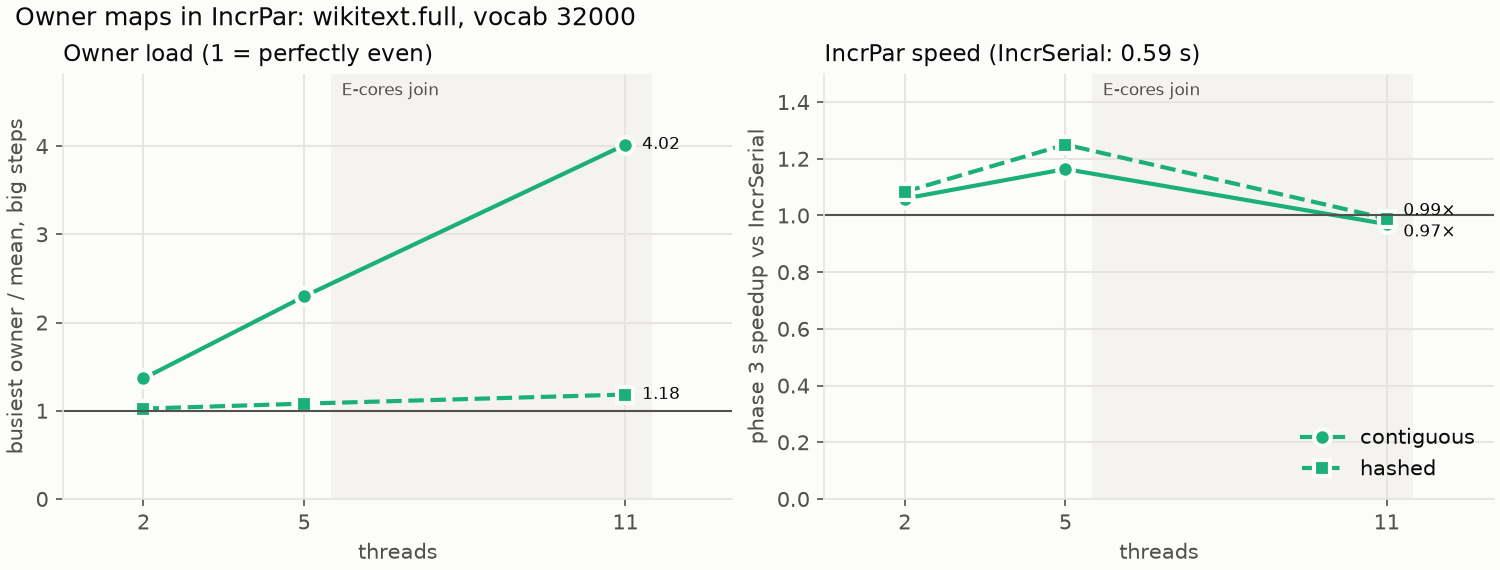 Owner maps in IncrPar: wikitext.full, vocab 32000
Owner load (1 = perfectly even)
E-cores join
4.02
1.18
busiest owner / mean, big steps
4
3
2
1
0
2
5
11
threads
IncrPar speed (IncrSerial: 0.59 s)
E-cores join
0.99×
0.97×
phase 3 speedup vs IncrSerial
1.4
1.2
1.0
0.8
0.6
0.4
0.2
0.0
contiguous
hashed
2
5
11
threads